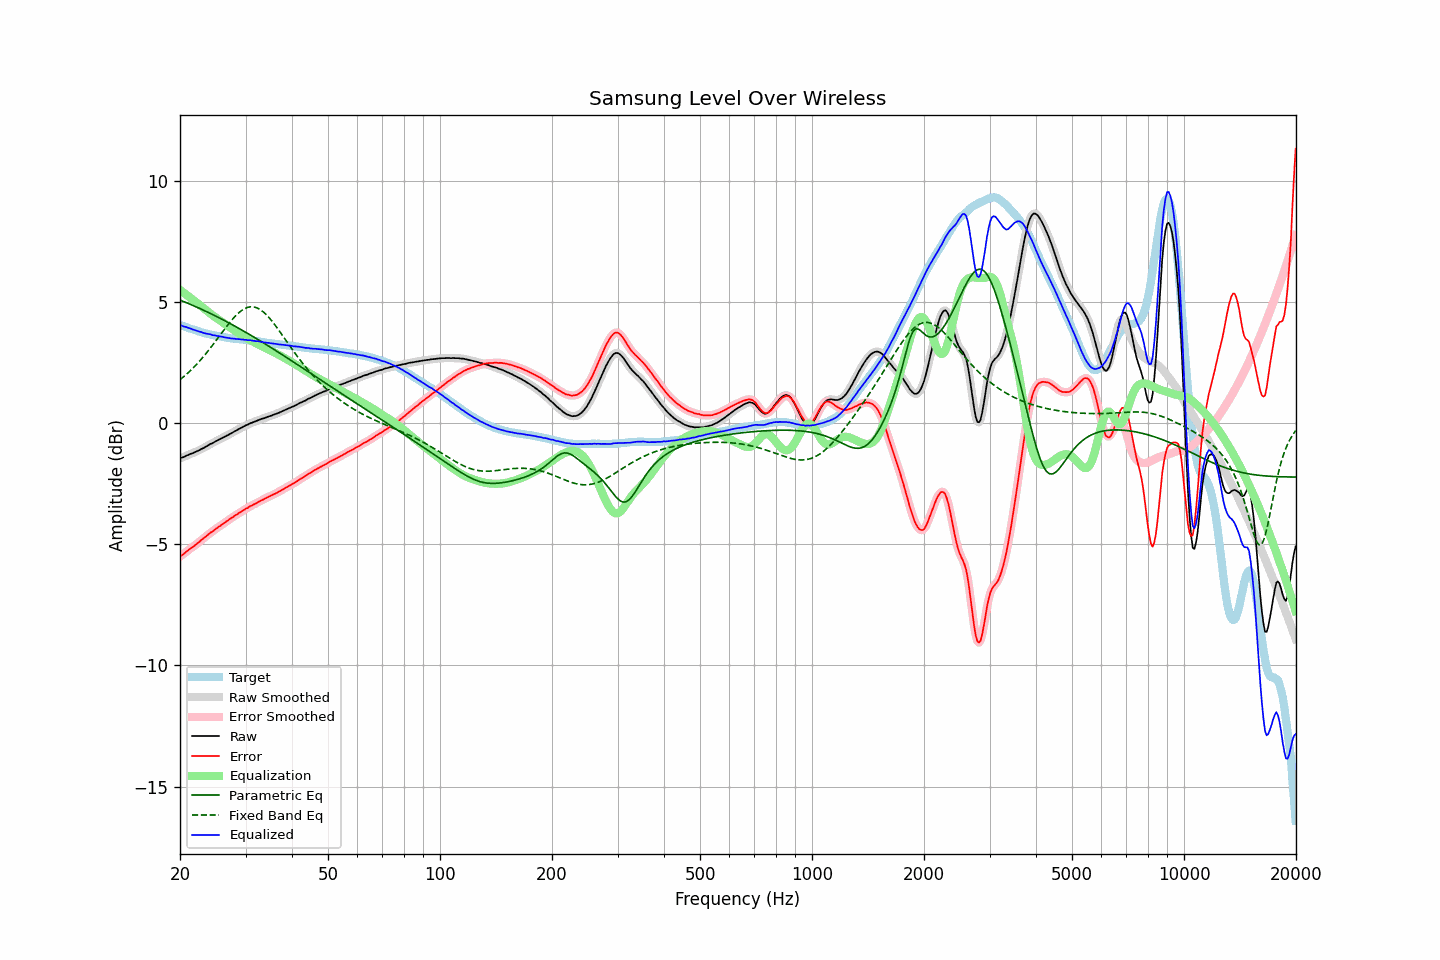 Samsung Level Over Wireless
Amplitude (dBr)
10
5
0
−5
−10
−15
Target
Raw Smoothed
Error Smoothed
Raw
Error
Equalization
Parametric Eq
Fixed Band Eq
Equalized
20 50 100 200 500 1000 2000 5000 10000 20000
Frequency (Hz)